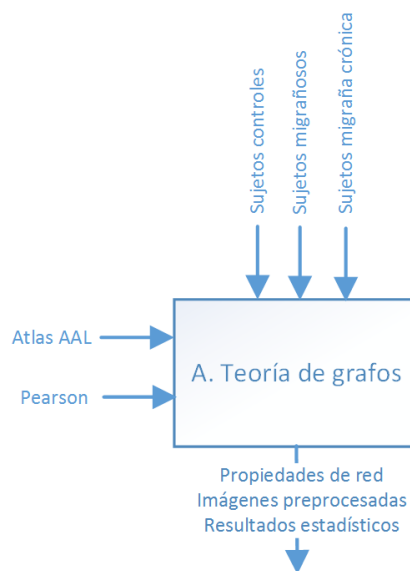 Sujetos controles
Sujetos migrañosos
Sujetos migraña crónica
Atlas AAL
Pearson
A. Teoría de grafos
Propiedades de red
Imágenes preprocesadas
Resultados estadísticos